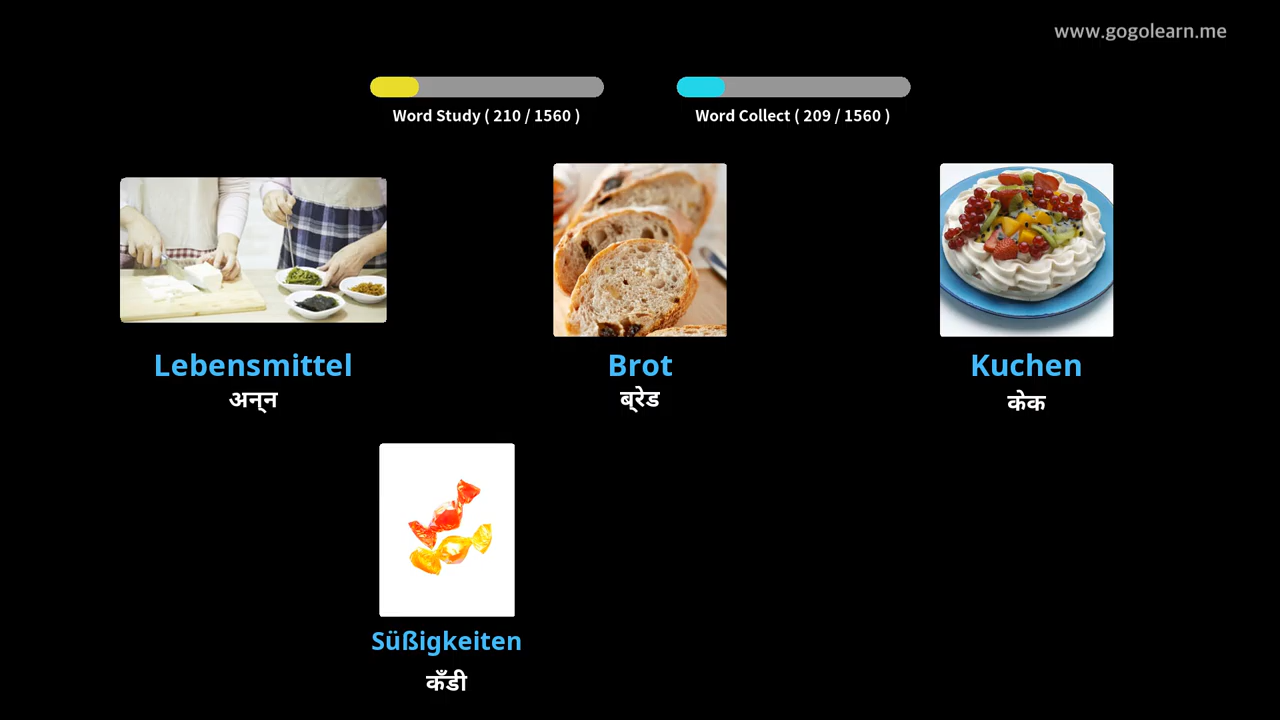 www.gogolearn.me
Word Study ( 210 / 1560 )
Word Collect ( 209 / 1560 )
Lebensmittel
अन्न
Brot
ब्रेड
Kuchen
केक
Süßigkeiten
कँडी